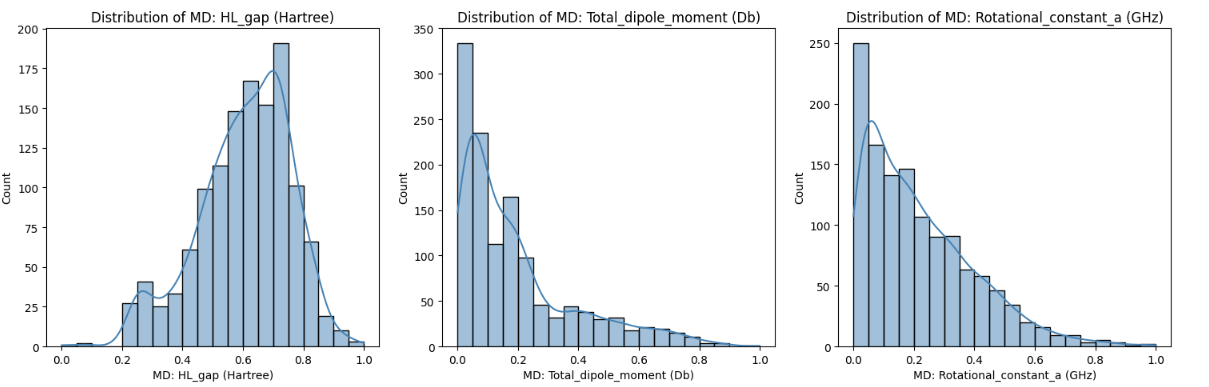 Distribution of MD: HL_gap (Hartree)
200
175
150
125
100
75
50
25
0
Count
0.0 0.2 0.4 0.6 0.8 1.0
MD: HL_gap (Hartree)
Distribution of MD: Total_dipole_moment (Db)
350
300
250
200
150
100
50
0
Count
0.0 0.2 0.4 0.6 0.8 1.0
MD: Total_dipole_moment (Db)
Distribution of MD: Rotational_constant_a (GHz)
250
200
150
100
50
0
Count
0.0 0.2 0.4 0.6 0.8 1.0
MD: Rotational_constant_a (GHz)